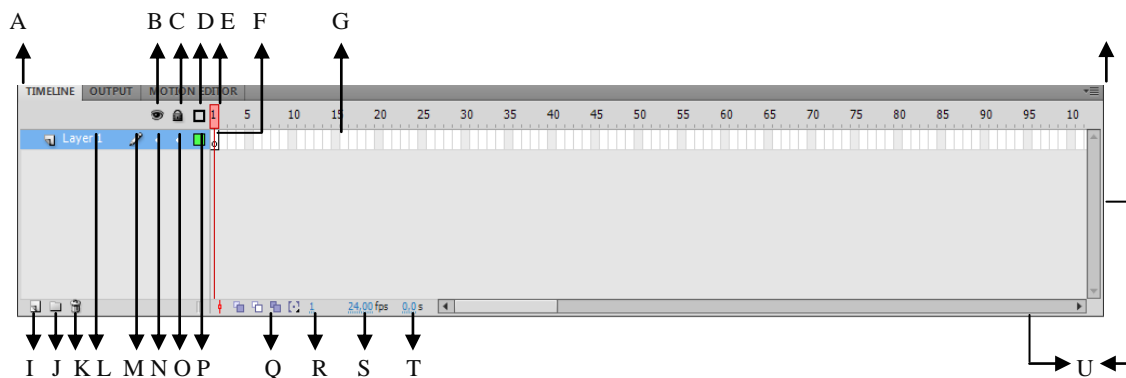 A B C D E F G
TIMELINE OUTPUT MOTION EDITOR
1 5 10 15 20 25 30 35 40 45 50 55 60 65 70 75 80 85 90 95 10
Layer 1
1 24.00 fps 0.0 s
I J K L M N O P Q R S T U